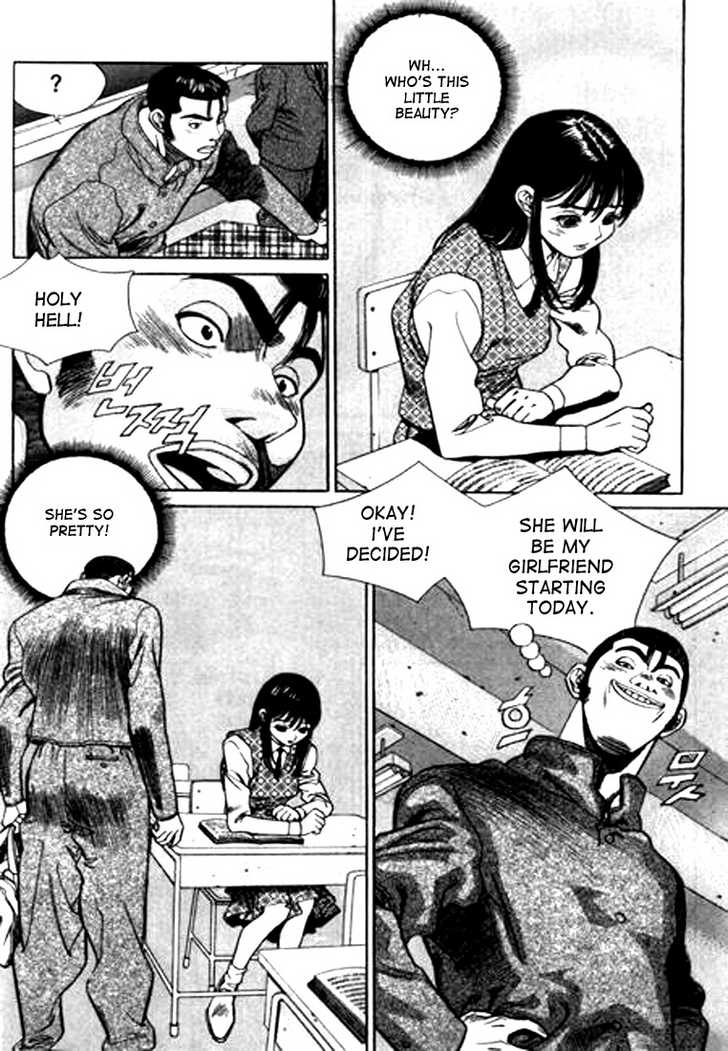 ?
WH...
WHO'S THIS
LITTLE
BEAUTY?
HOLY
HELL!
번
쩍
SHE'S SO
PRETTY!
OKAY!
I'VE
DECIDED!
SHE WILL
BE MY
GIRLFRIEND
STARTING
TODAY.